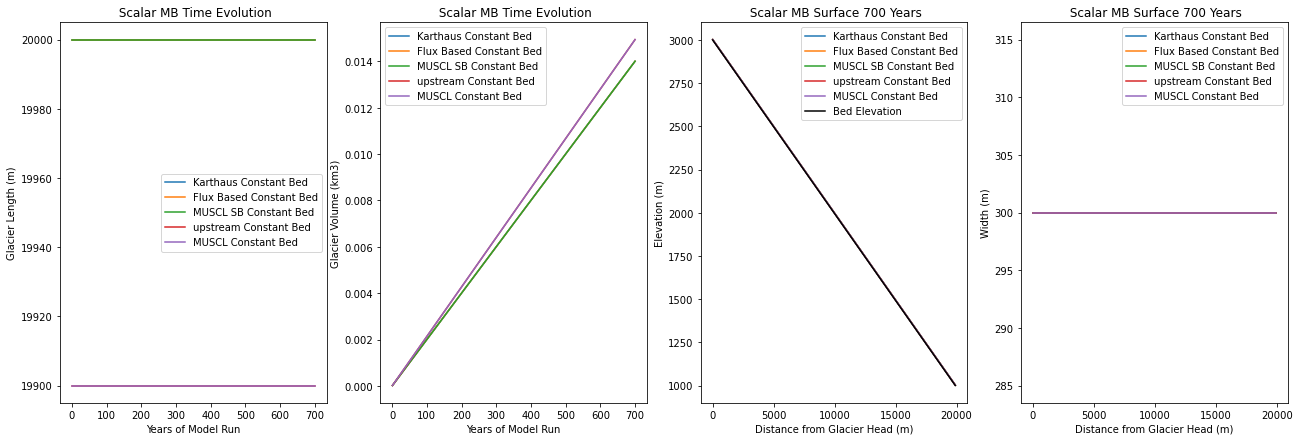 Scalar MB Time Evolution
Glacier Length (m)
20000
19980
19960
19940
19920
19900
Karthaus Constant Bed
Flux Based Constant Bed
MUSCL SB Constant Bed
upstream Constant Bed
MUSCL Constant Bed
0 100 200 300 400 500 600 700
Years of Model Run
Scalar MB Time Evolution
Glacier Volume (km3)
0.014
0.012
0.010
0.008
0.006
0.004
0.002
0.000
Karthaus Constant Bed
Flux Based Constant Bed
MUSCL SB Constant Bed
upstream Constant Bed
MUSCL Constant Bed
0 100 200 300 400 500 600 700
Years of Model Run
Scalar MB Surface 700 Years
Elevation (m)
3000
2750
2500
2250
2000
1750
1500
1250
1000
Karthaus Constant Bed
Flux Based Constant Bed
MUSCL SB Constant Bed
upstream Constant Bed
MUSCL Constant Bed
Bed Elevation
0 5000 10000 15000 20000
Distance from Glacier Head (m)
Scalar MB Surface 700 Years
Width (m)
315
310
305
300
295
290
285
Karthaus Constant Bed
Flux Based Constant Bed
MUSCL SB Constant Bed
upstream Constant Bed
MUSCL Constant Bed
0 5000 10000 15000 20000
Distance from Glacier Head (m)